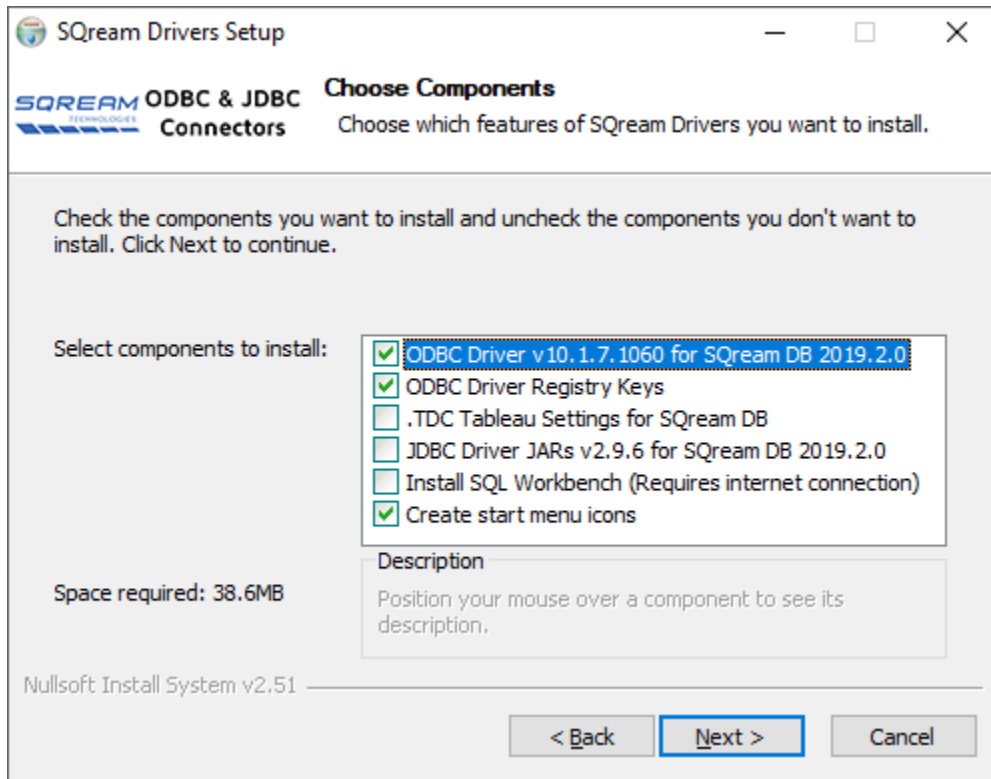 SQream Drivers Setup
SQREAM
TECHNOLOGIES
ODBC & JDBC
Connectors
Choose Components
Choose which features of SQream Drivers you want to install.
Check the components you want to install and uncheck the components you don't want to
install. Click Next to continue.
Select components to install:
ODBC Driver v10.1.7.1060 for SQream DB 2019.2.0
ODBC Driver Registry Keys
.TDC Tableau Settings for SQream DB
JDBC Driver JARs v2.9.6 for SQream DB 2019.2.0
Install SQL Workbench (Requires internet connection)
Create start menu icons
Space required: 38.6MB
Description
Position your mouse over a component to see its
description.
Nullsoft Install System v2.51
< Back
Next >
Cancel